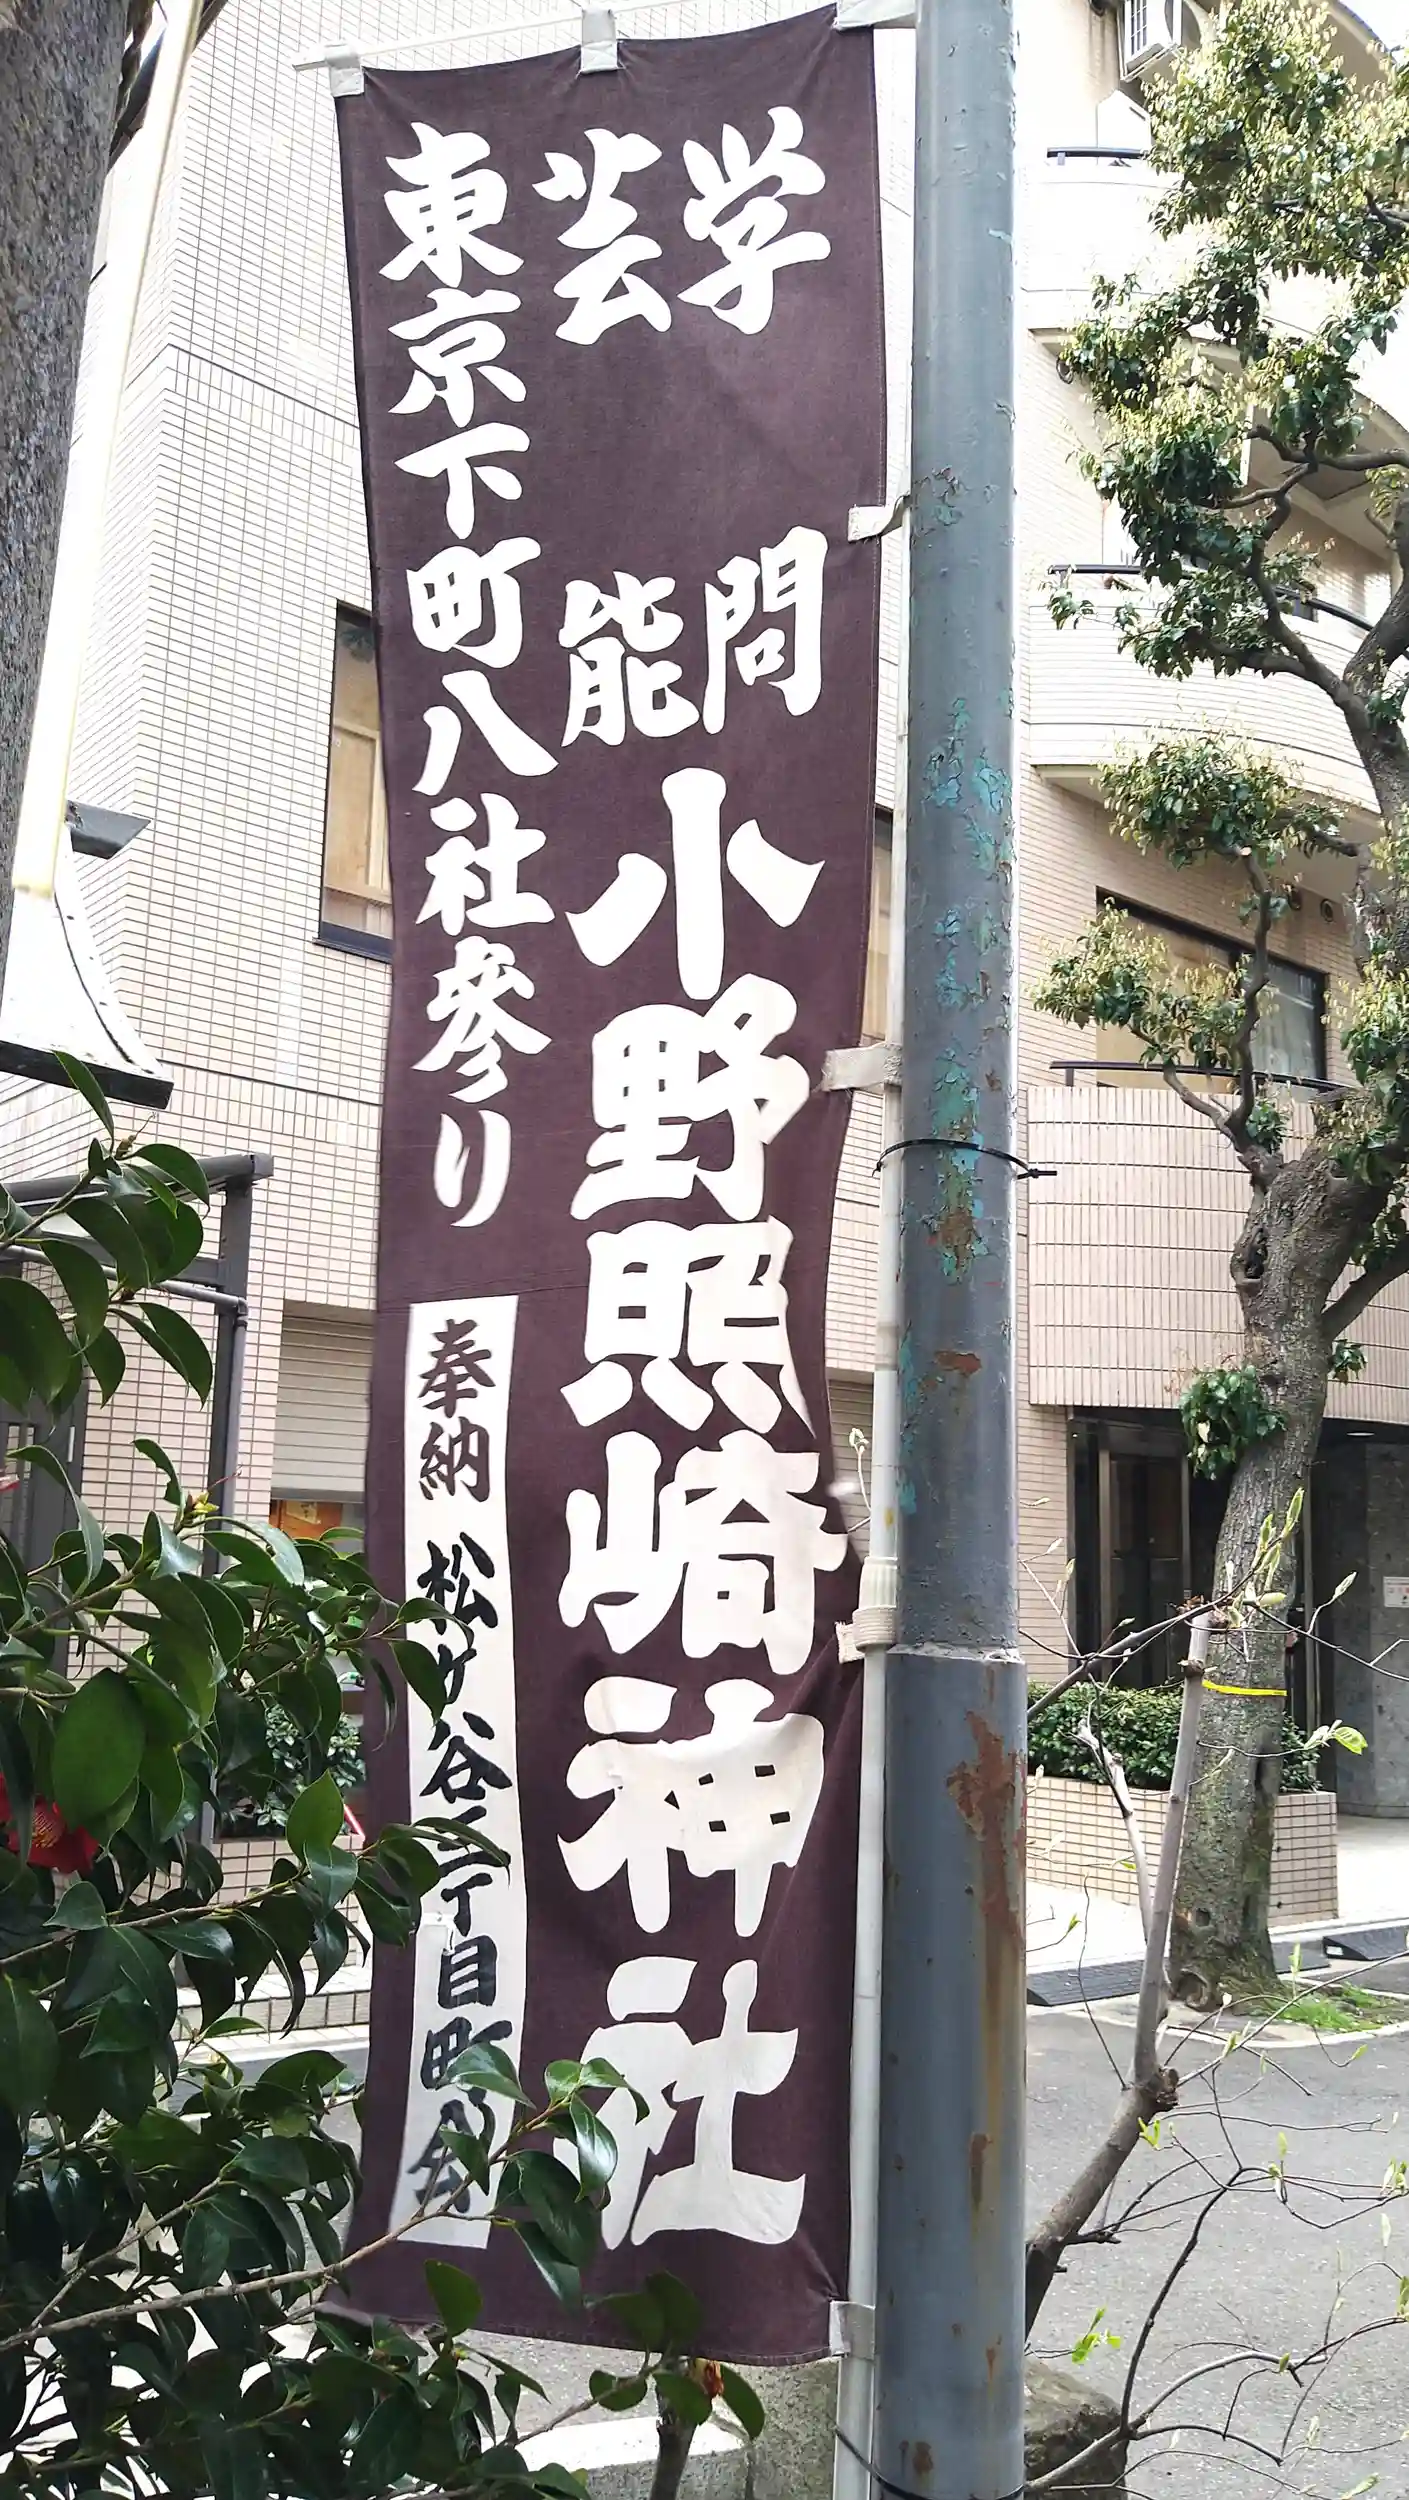 学問
芸能
小野照崎神社
東京下町八社参り
奉納 松が谷二丁目町会